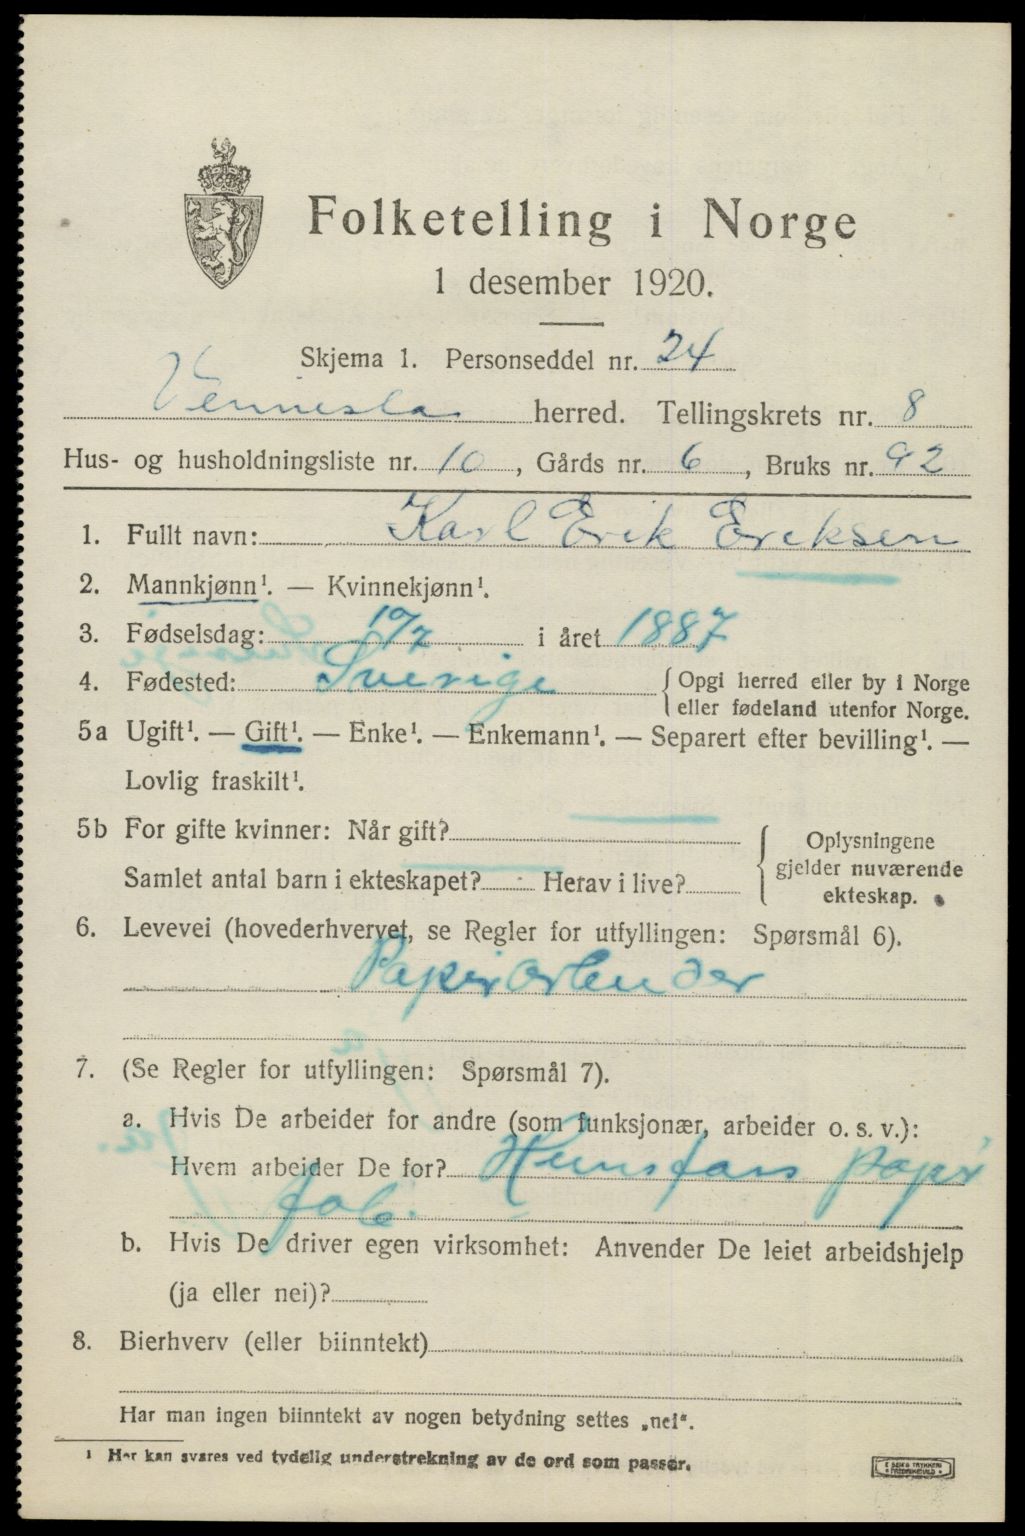 Folketelling i Norge
1 desember 1920.
Skjema 1. Personseddel nr. 24
Vennesla herred. Tellingskrets nr. 8
Hus- og husholdningsliste nr. 10, Gårds nr. 6, Bruks nr. 92
1. Fullt navn: Karl Erik Eriksen
2. Mannkjønn¹. — Kvinnekjønn¹.
3. Fødselsdag: 19/7 i året 1887
4. Fødested: Sverige { Opgi herred eller by i Norge
eller fødeland utenfor Norge.
5a Ugift¹. — Gift¹. — Enke¹. — Enkemann¹. — Separert efter bevilling¹. —
Lovlig fraskilt¹.
5b For gifte kvinner: Når gift?
Samlet antal barn i ekteskapet? Herav i live?
{ Oplysningene
gjelder nuværende
ekteskap.
6. Levevei (hovederhvervet, se Regler for utfyllingen: Spørsmål 6).
Papirarbeider
7. (Se Regler for utfyllingen: Spørsmål 7).
a. Hvis De arbeider for andre (som funksjonær, arbeider o. s. v.):
Hvem arbeider De for? Hunsfoss papir
fab.
b. Hvis De driver egen virksomhet: Anvender De leiet arbeidshjelp
(ja eller nei)?
8. Bierhverv (eller biinntekt)
Har man ingen biinntekt av nogen betydning settes „nei“.
¹ Her kan svares ved tydelig understrekning av de ord som passer.